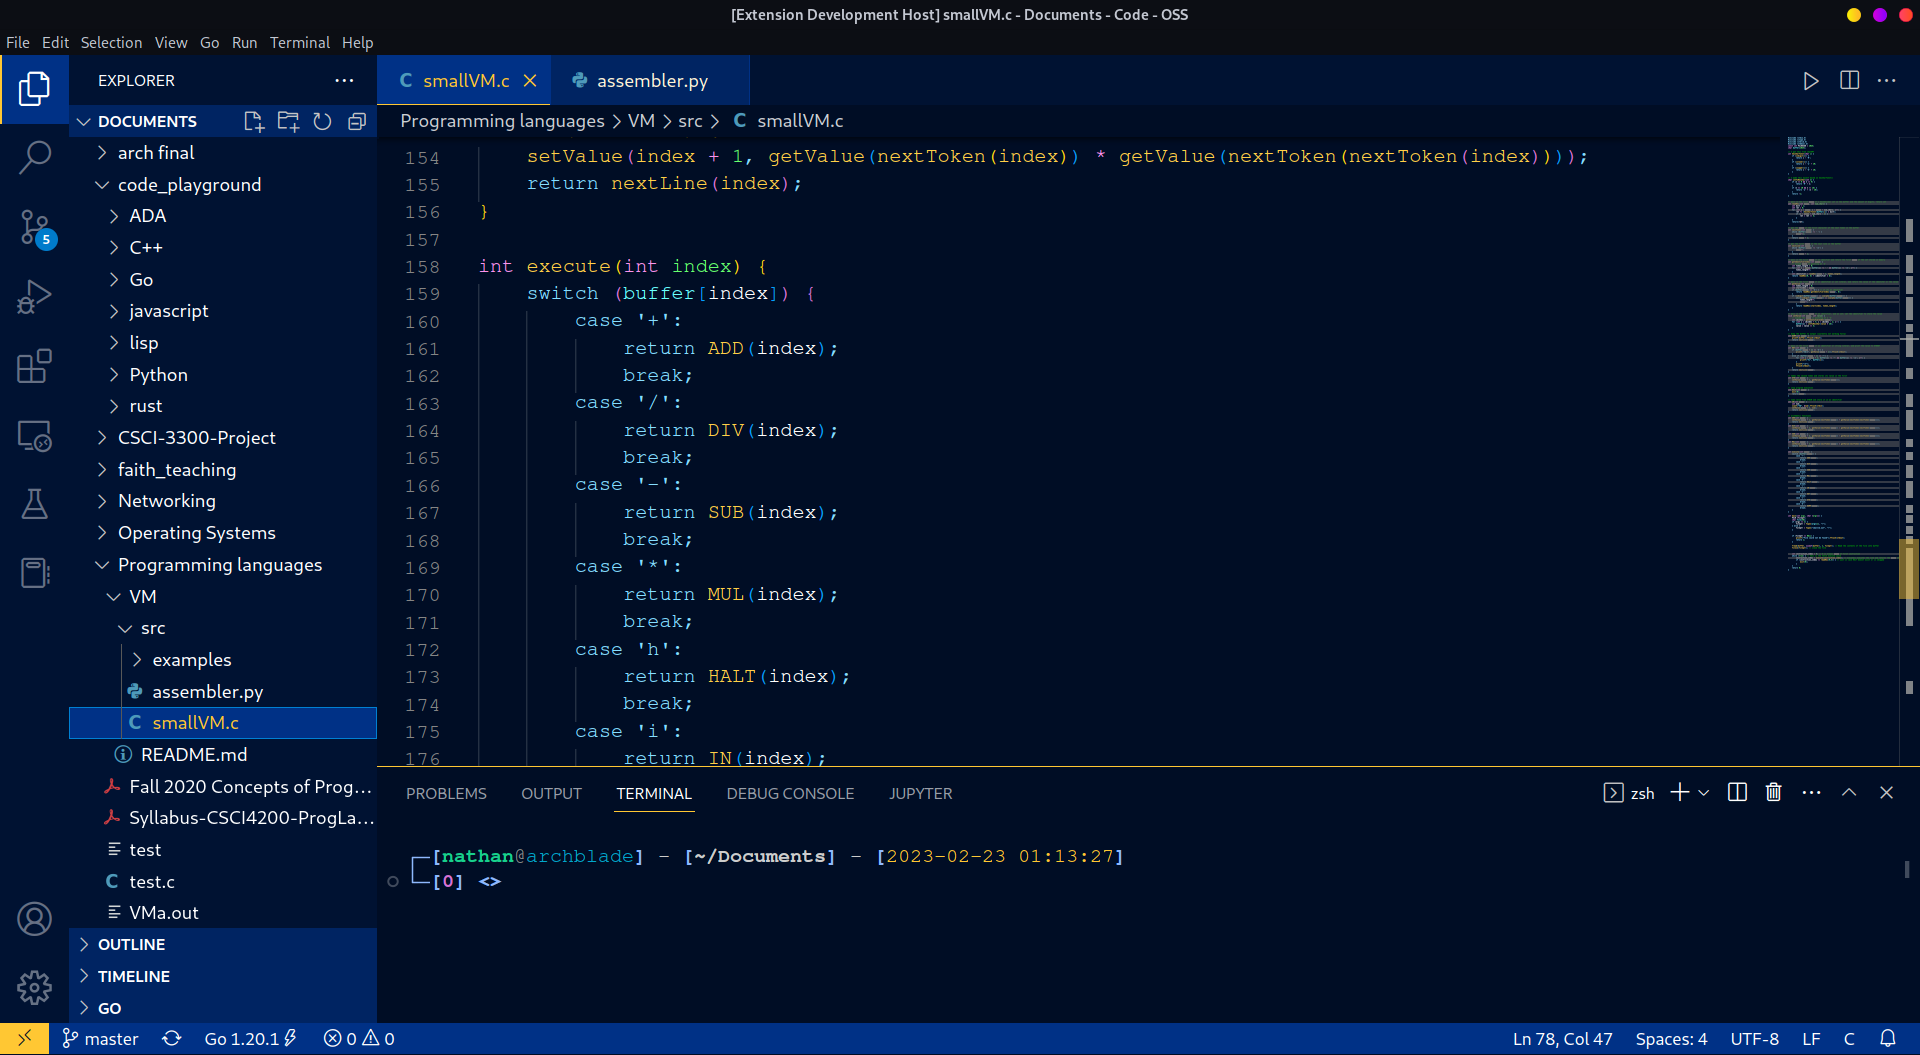 [Extension Development Host] smallVM.c - Documents - Code - OSS
File Edit Selection View Go Run Terminal Help
EXPLORER
DOCUMENTS
arch final
code_playground
ADA
C++
Go
javascript
lisp
Python
rust
CSCI-3300-Project
faith_teaching
Networking
Operating Systems
Programming languages
VM
src
examples
assembler.py
C smallVM.c
README.md
Fall 2020 Concepts of Prog...
Syllabus-CSCI4200-ProgLa...
test
C test.c
VMa.out
OUTLINE
TIMELINE
GO
5
C smallVM.c
assembler.py
Programming languages > VM > src > C smallVM.c
154 setValue(index + 1, getValue(nextToken(index)) * getValue(nextToken(nextToken(index))));
155 return nextLine(index);
156 }
157
158 int execute(int index) {
159 switch (buffer[index]) {
160 case '+':
161 return ADD(index);
162 break;
163 case '/':
164 return DIV(index);
165 break;
166 case '-':
167 return SUB(index);
168 break;
169 case '*':
170 return MUL(index);
171 break;
172 case 'h':
173 return HALT(index);
174 break;
175 case 'i':
176 return IN(index);
PROBLEMS OUTPUT TERMINAL DEBUG CONSOLE JUPYTER
zsh
[nathan@archblade] - [~/Documents] - [2023-02-23 01:13:27]
[0] <>
master Go 1.20.1 0 0 Ln 78, Col 47 Spaces: 4 UTF-8 LF C